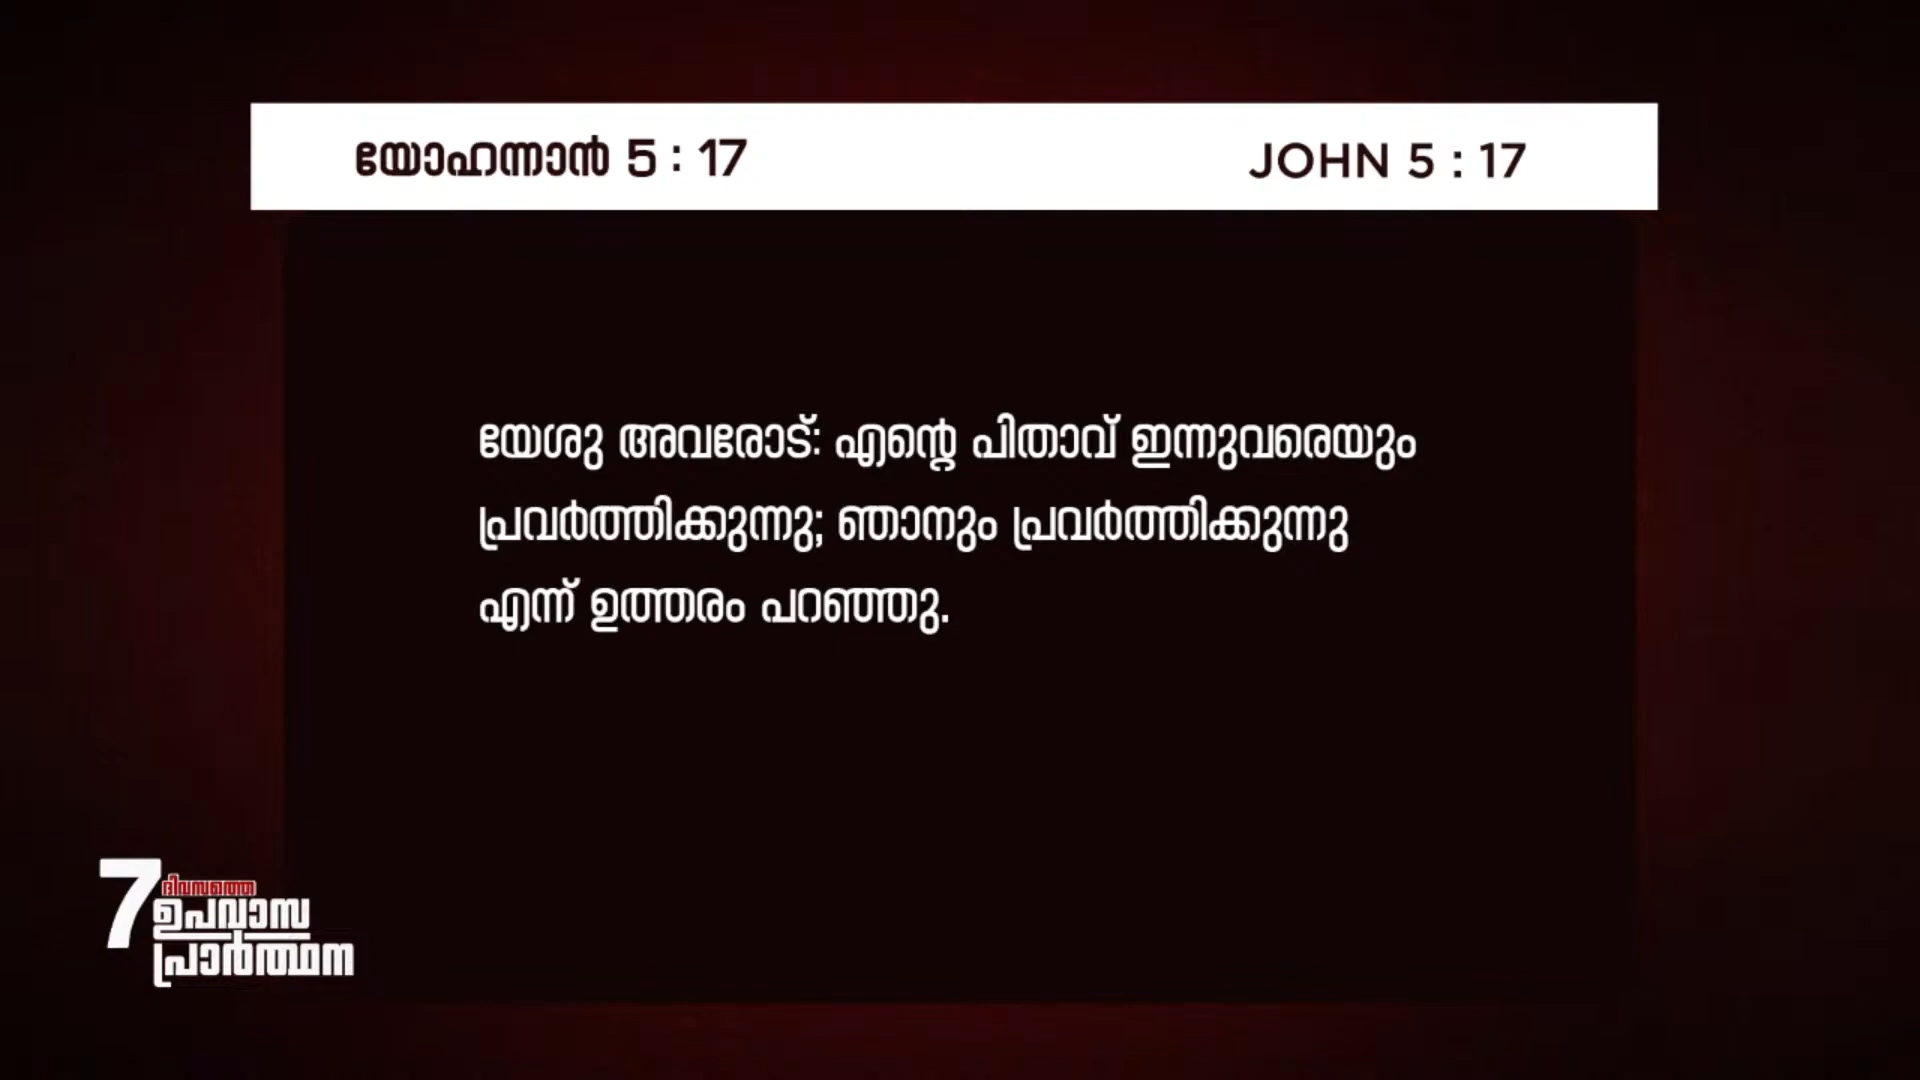 യോഹന്നാൻ 5 : 17
JOHN 5 : 17
യേശു അവരോട്: എന്റെ പിതാവ് ഇന്നുവരെയും
പ്രവർത്തിക്കുന്നു; ഞാനും പ്രവർത്തിക്കുന്നു
എന്ന് ഉത്തരം പറഞ്ഞു.
7 ദിവസത്തെ
ഉപവാസ
പ്രാർത്ഥന